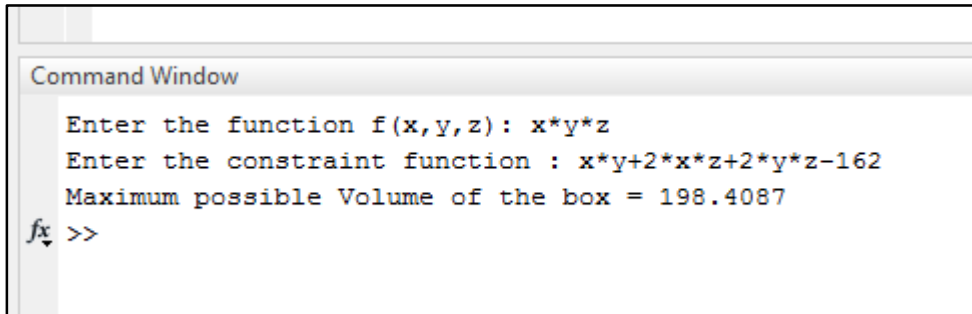 Command Window
Enter the function f(x,y,z): x*y*z
Enter the constraint function : x*y+2*x*z+2*y*z-162
Maximum possible Volume of the box = 198.4087
fx >>